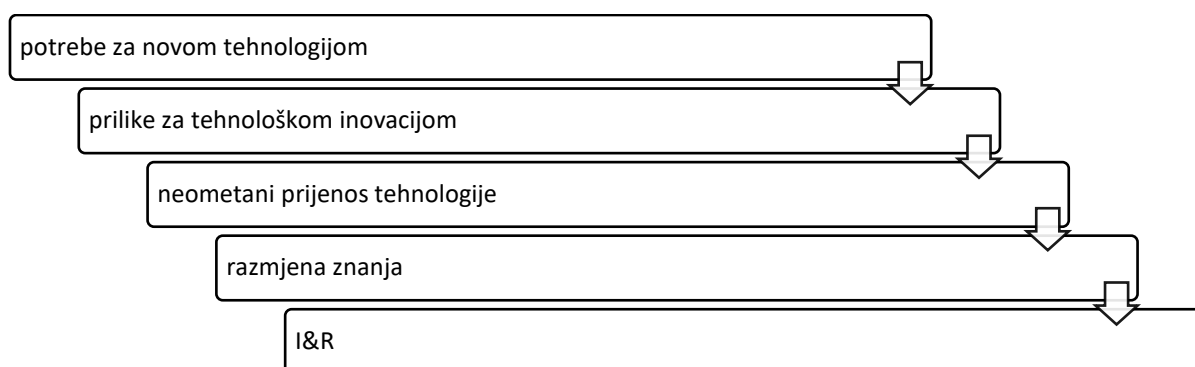 potrebe za novom tehnologijom
prilike za tehnološkom inovacijom
neometani prijenos tehnologije
razmjena znanja
I&R